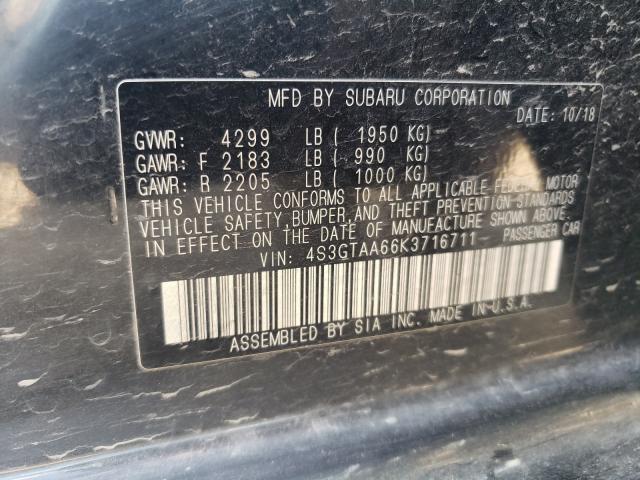 MFD BY SUBARU CORPORATION
DATE: 10/18
GVWR: 4299 LB ( 1950 KG)
GAWR: F 2183 LB ( 990 KG)
GAWR: R 2205 LB ( 1000 KG)
THIS VEHICLE CONFORMS TO ALL APPLICABLE FEDERAL MOTOR
VEHICLE SAFETY, BUMPER, AND THEFT PREVENTION STANDARDS
IN EFFECT ON THE DATE OF MANUFACTURE SHOWN ABOVE.
VIN: 4S3GTAA66K3716711 PASSENGER CAR
ASSEMBLED BY SIA INC. MADE IN U.S.A.